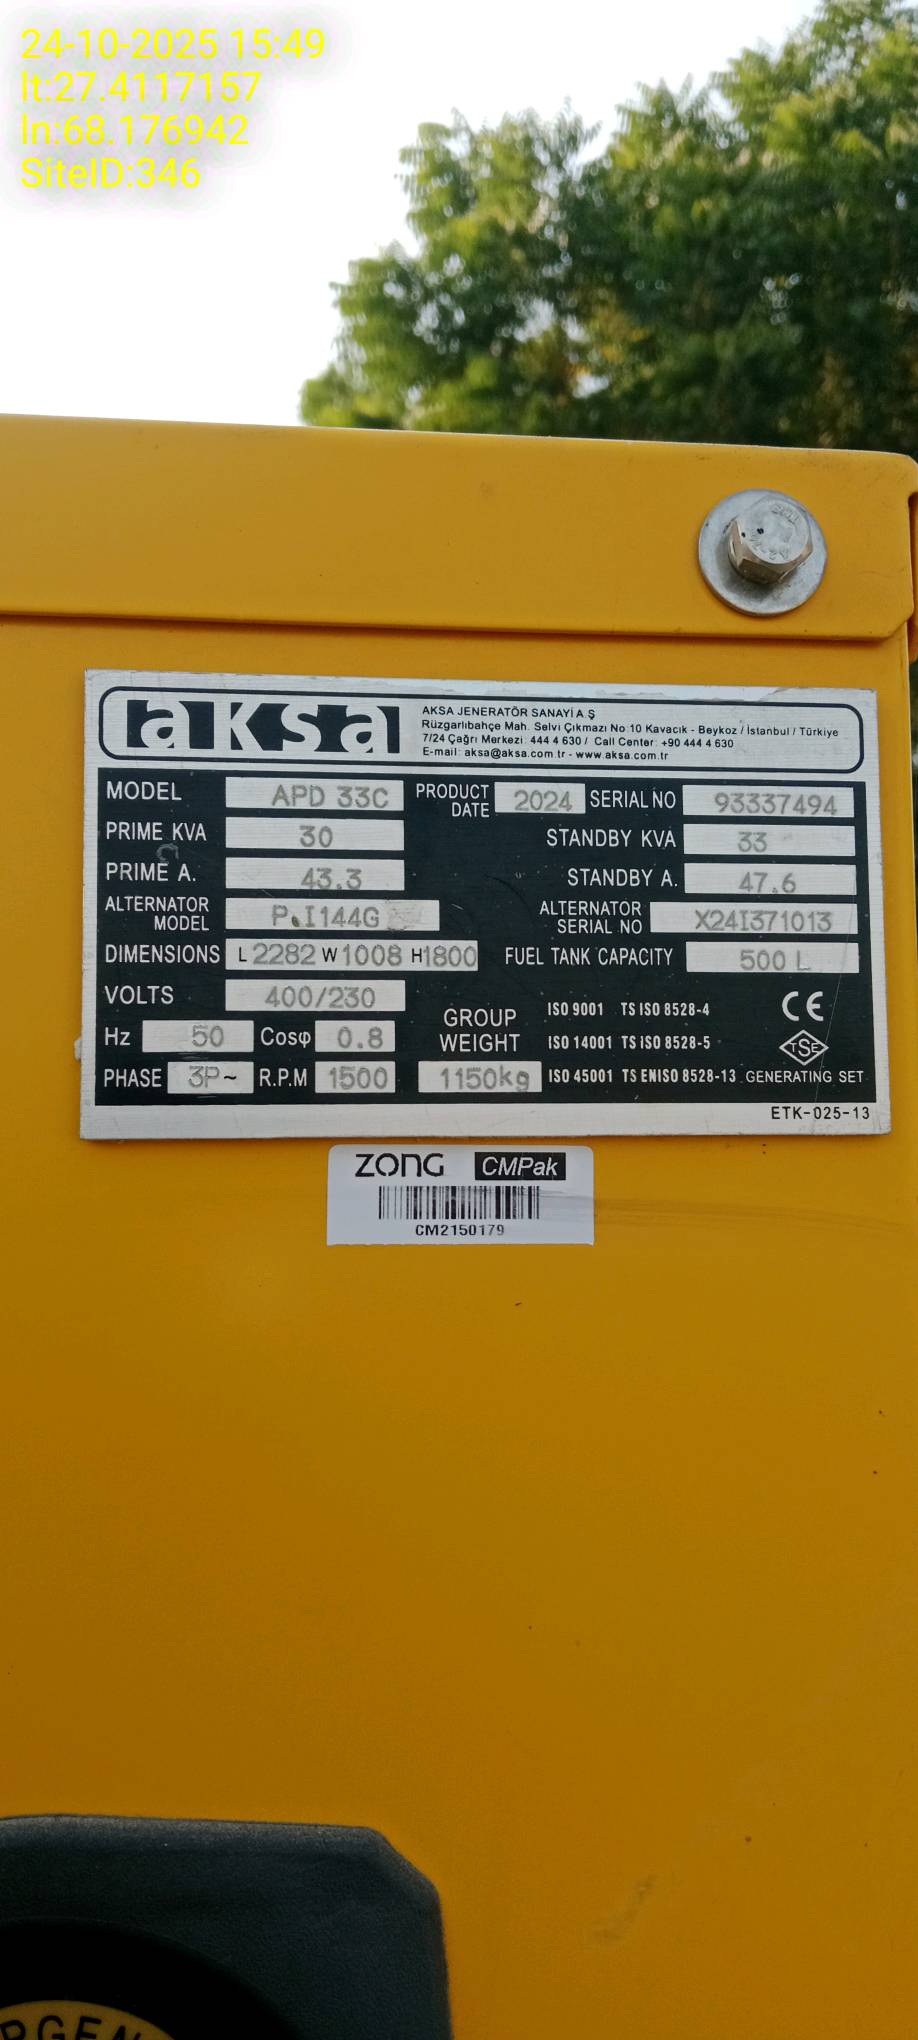 24-10-2025 15:49
lt:27.4117157
ln:68.176942
SiteID:346
aksa
AKSA JENERATÖR SANAYİ A.Ş
Rüzgarlıbahçe Mah. Selvi Çıkmazı No:10 Kavacık - Beykoz / İstanbul / Türkiye
7/24 Çağrı Merkezi: 444 4 630 / Call Center: +90 444 4 630
E-mail: aksa@aksa.com.tr - www.aksa.com.tr
MODEL APD 33C PRODUCT DATE 2024 SERIAL NO 93337494
PRIME KVA 30 STANDBY KVA 33
PRIME A. 43.3 STANDBY A. 47.6
ALTERNATOR MODEL P.I144G ALTERNATOR SERIAL NO X24I371013
DIMENSIONS L 2282 W 1008 H 1800 FUEL TANK CAPACITY 500 L
VOLTS 400/230
Hz 50 Cosφ 0.8
PHASE 3P~ R.P.M 1500
GROUP WEIGHT 1150kg
ISO 9001 TS ISO 8528-4
ISO 14001 TS ISO 8528-5
ISO 45001 TS EN ISO 8528-13
CE
TSE
GENERATING SET
ETK-025-13
ZONG CMPak
CM2150179